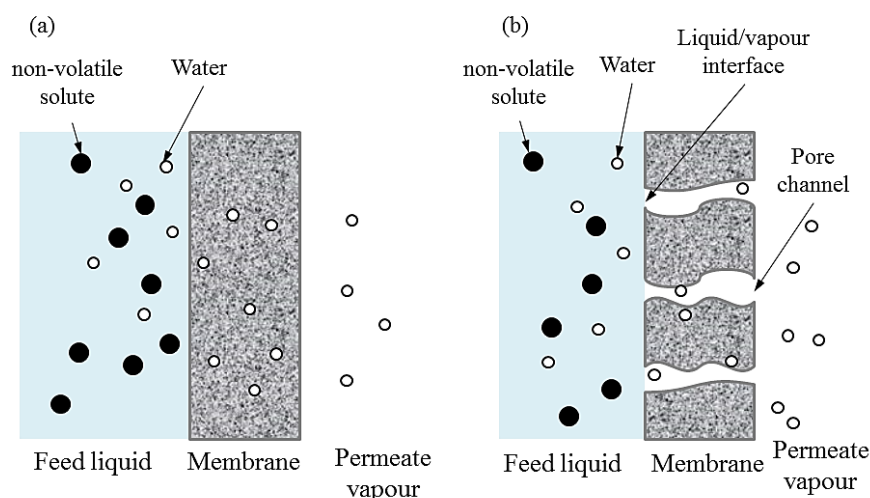 (a)
non-volatile
solute
Water
Feed liquid
Membrane
Permeate
vapour
(b)
non-volatile
solute
Water
Liquid/vapour
interface
Pore
channel
Feed liquid
Membrane
Permeate
vapour